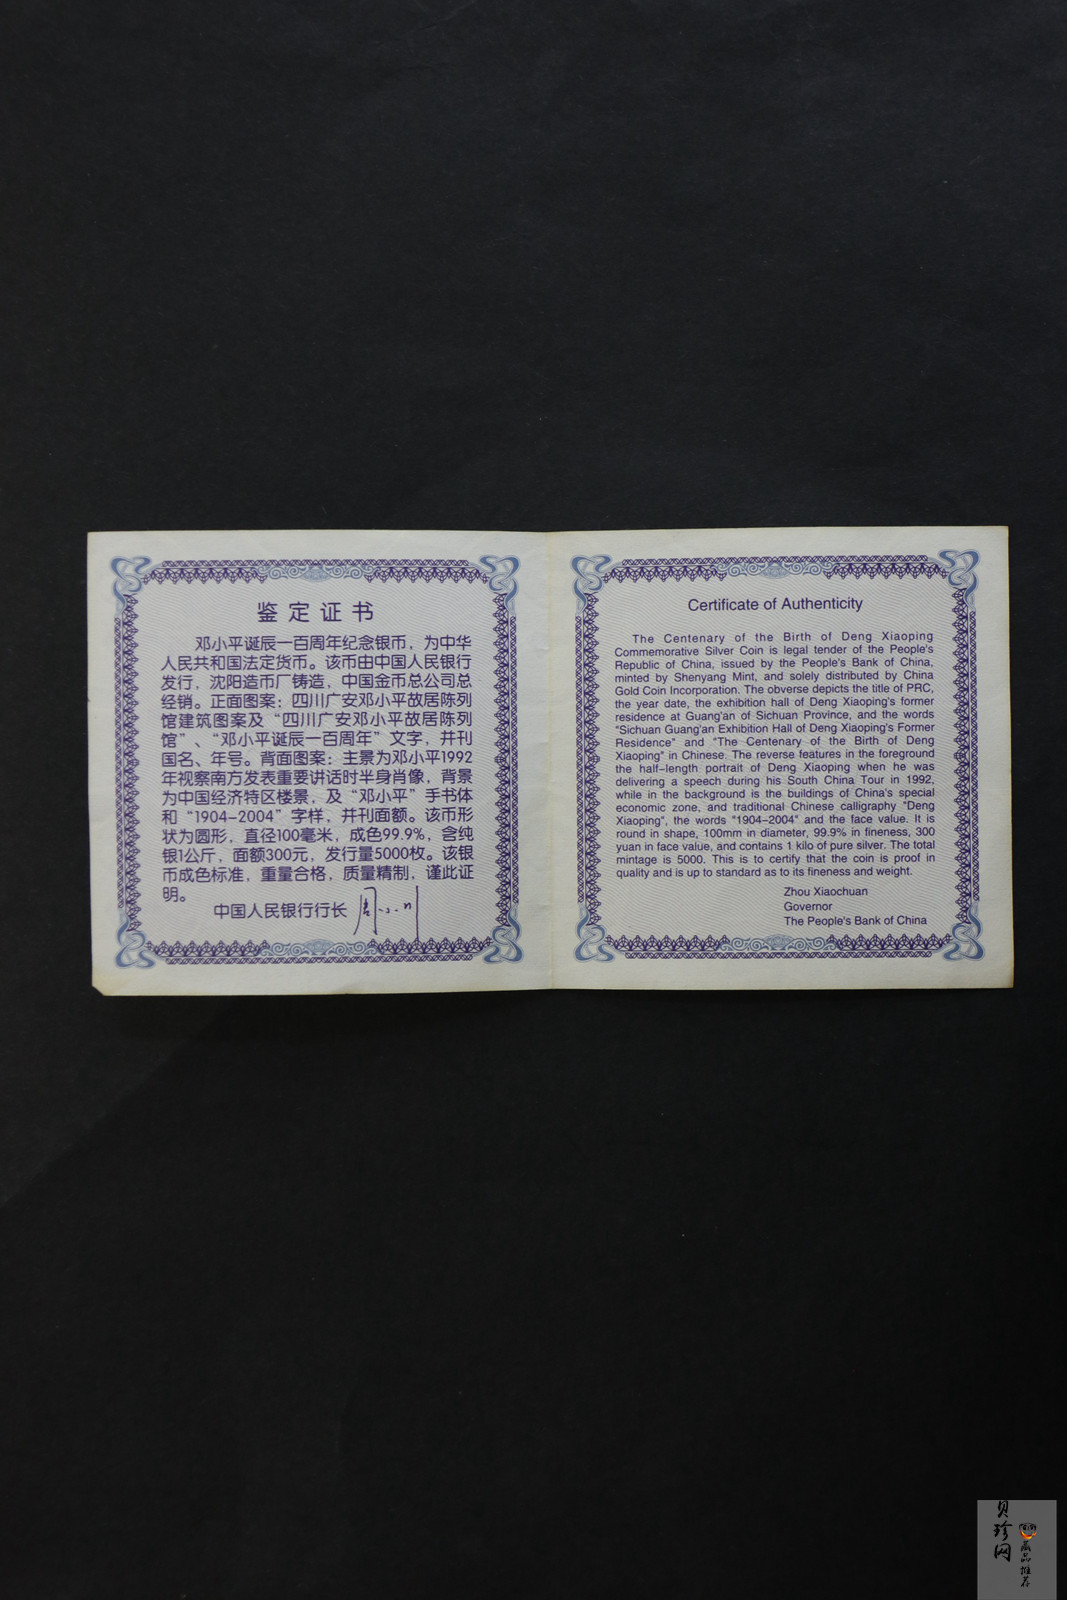 鉴定证书
邓小平诞辰一百周年纪念银币，为中华
人民共和国法定货币。该币由中国人民银行
发行，沈阳造币厂铸造，中国金币总公司总
经销。正面图案：四川广安邓小平故居陈列
馆建筑图案及“四川广安邓小平故居陈列
馆”、“邓小平诞辰一百周年”文字，并刊
国名、年号。背面图案：主景为邓小平1992
年视察南方发表重要讲话时半身肖像，背景
为中国经济特区楼景，及“邓小平”手书体
和“1904-2004”字样，并刊面额。该币形
状为圆形，直径100毫米，成色99.9%，含纯
银1公斤，面额300元，发行量5000枚。该银
币成色标准，重量合格，质量精制，谨此证
明。
中国人民银行行长
Certificate of Authenticity
The Centenary of the Birth of Deng Xiaoping
Commemorative Silver Coin is legal tender of the People's
Republic of China, issued by the People's Bank of China,
minted by Shenyang Mint, and solely distributed by China
Gold Coin Incorporation. The obverse depicts the title of PRC,
the year date, the exhibition hall of Deng Xiaoping's former
residence at Guang'an of Sichuan Province, and the words
"Sichuan Guang'an Exhibition Hall of Deng Xiaoping's Former
Residence" and "The Centenary of the Birth of Deng
Xiaoping" in Chinese. The reverse features in the foreground
the half-length portrait of Deng Xiaoping when he was
delivering a speech during his South China Tour in 1992,
while in the background is the buildings of China's special
economic zone, and traditional Chinese calligraphy "Deng
Xiaoping", the words "1904-2004" and the face value. It is
round in shape, 100mm in diameter, 99.9% in fineness, 300
yuan in face value, and contains 1 kilo of pure silver. The total
mintage is 5000. This is to certify that the coin is proof in
quality and is up to standard as to its fineness and weight.
Zhou Xiaochuan
Governor
The People's Bank of China
贝珍网
藏品推荐